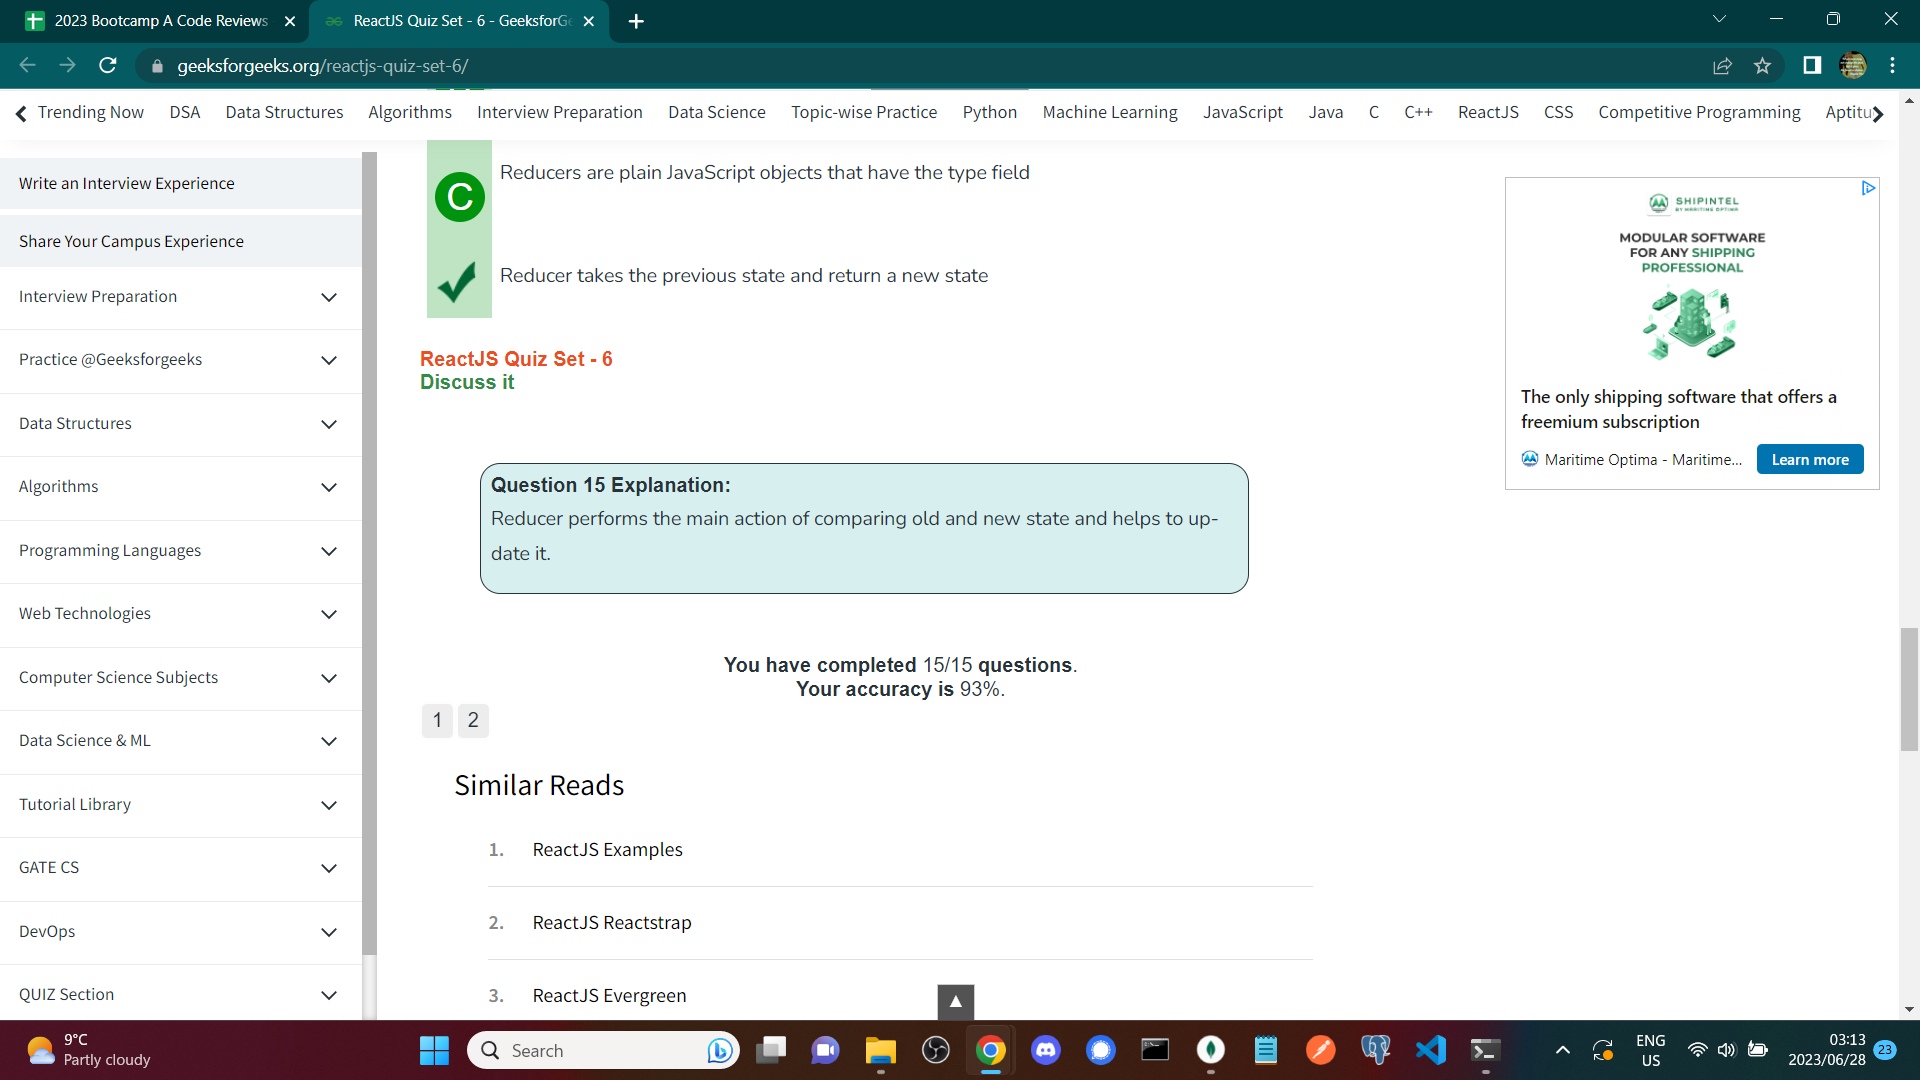 2023 Bootcamp A Code Reviews
ReactJS Quiz Set - 6 - GeeksforGe
geeksforgeeks.org/reactjs-quiz-set-6/
Trending Now DSA Data Structures Algorithms Interview Preparation Data Science Topic-wise Practice Python Machine Learning JavaScript Java C C++ ReactJS CSS Competitive Programming Aptitu
Write an Interview Experience
Share Your Campus Experience
Interview Preparation
Practice @Geeksforgeeks
Data Structures
Algorithms
Programming Languages
Web Technologies
Computer Science Subjects
Data Science & ML
Tutorial Library
GATE CS
DevOps
QUIZ Section
C Reducers are plain JavaScript objects that have the type field
Reducer takes the previous state and return a new state
ReactJS Quiz Set - 6
Discuss it
Question 15 Explanation:
Reducer performs the main action of comparing old and new state and helps to up-
date it.
You have completed 15/15 questions.
Your accuracy is 93%.
1 2
Similar Reads
1. ReactJS Examples
2. ReactJS Reactstrap
3. ReactJS Evergreen
SHIPINTEL
BY MARITIME OPTIMA
MODULAR SOFTWARE
FOR ANY SHIPPING
PROFESSIONAL
The only shipping software that offers a
freemium subscription
Maritime Optima - Maritime...
Learn more
9°C
Partly cloudy
Search
ENG
US
03:13
2023/06/28
23